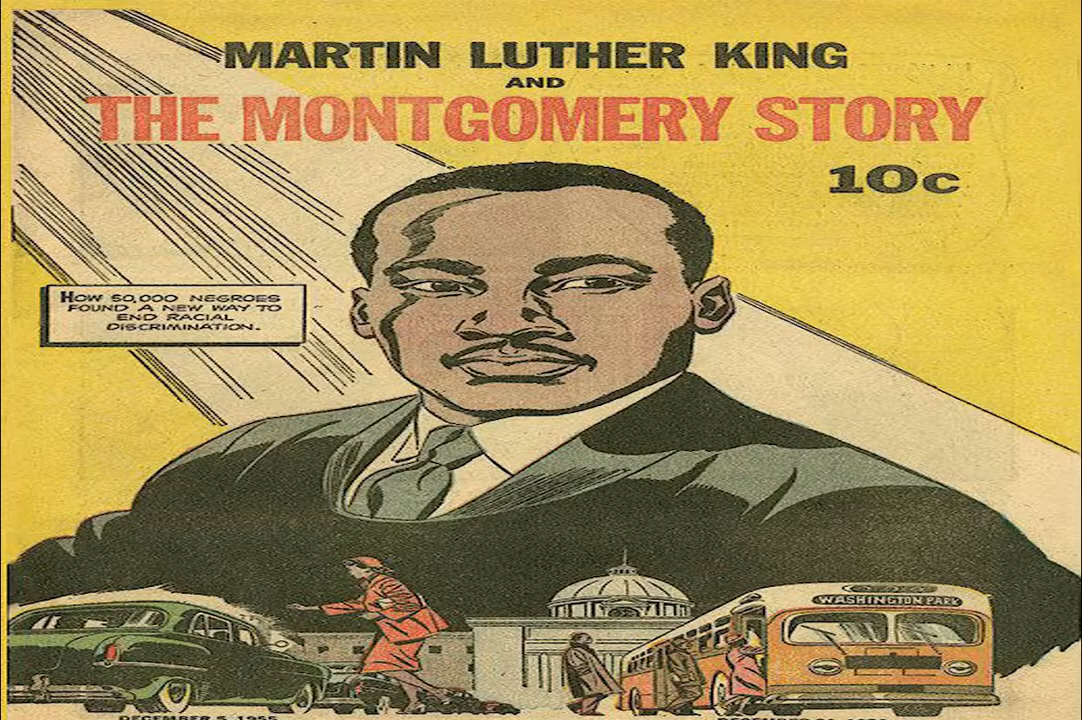 MARTIN LUTHER KING
AND
THE MONTGOMERY STORY
10c
HOW 50,000 NEGROES
FOUND A NEW WAY TO
END RACIAL
DISCRIMINATION.
WASHINGTON PARK
DECEMBER 5, 1955
DECEMBER